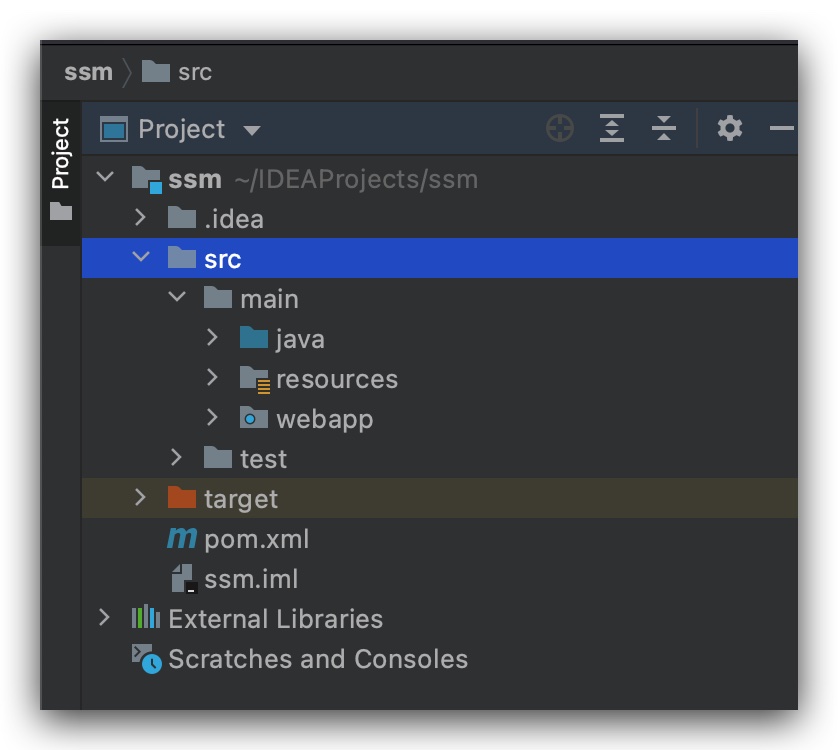 ssm src
Project
Project
ssm ~/IDEAProjects/ssm
.idea
src
main
java
resources
webapp
test
target
pom.xml
ssm.iml
External Libraries
Scratches and Consoles